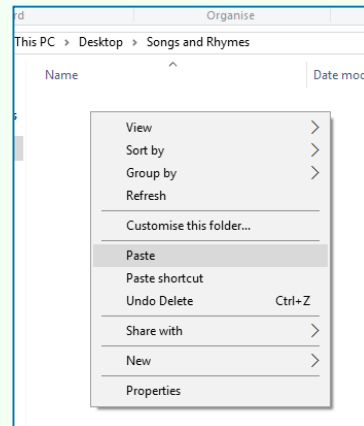 rd
Organise
This PC > Desktop > Songs and Rhymes
Name
Date mod
s
View
Sort by
Group by
Refresh
Customise this folder...
Paste
Paste shortcut
Undo Delete Ctrl+Z
Share with
New
Properties